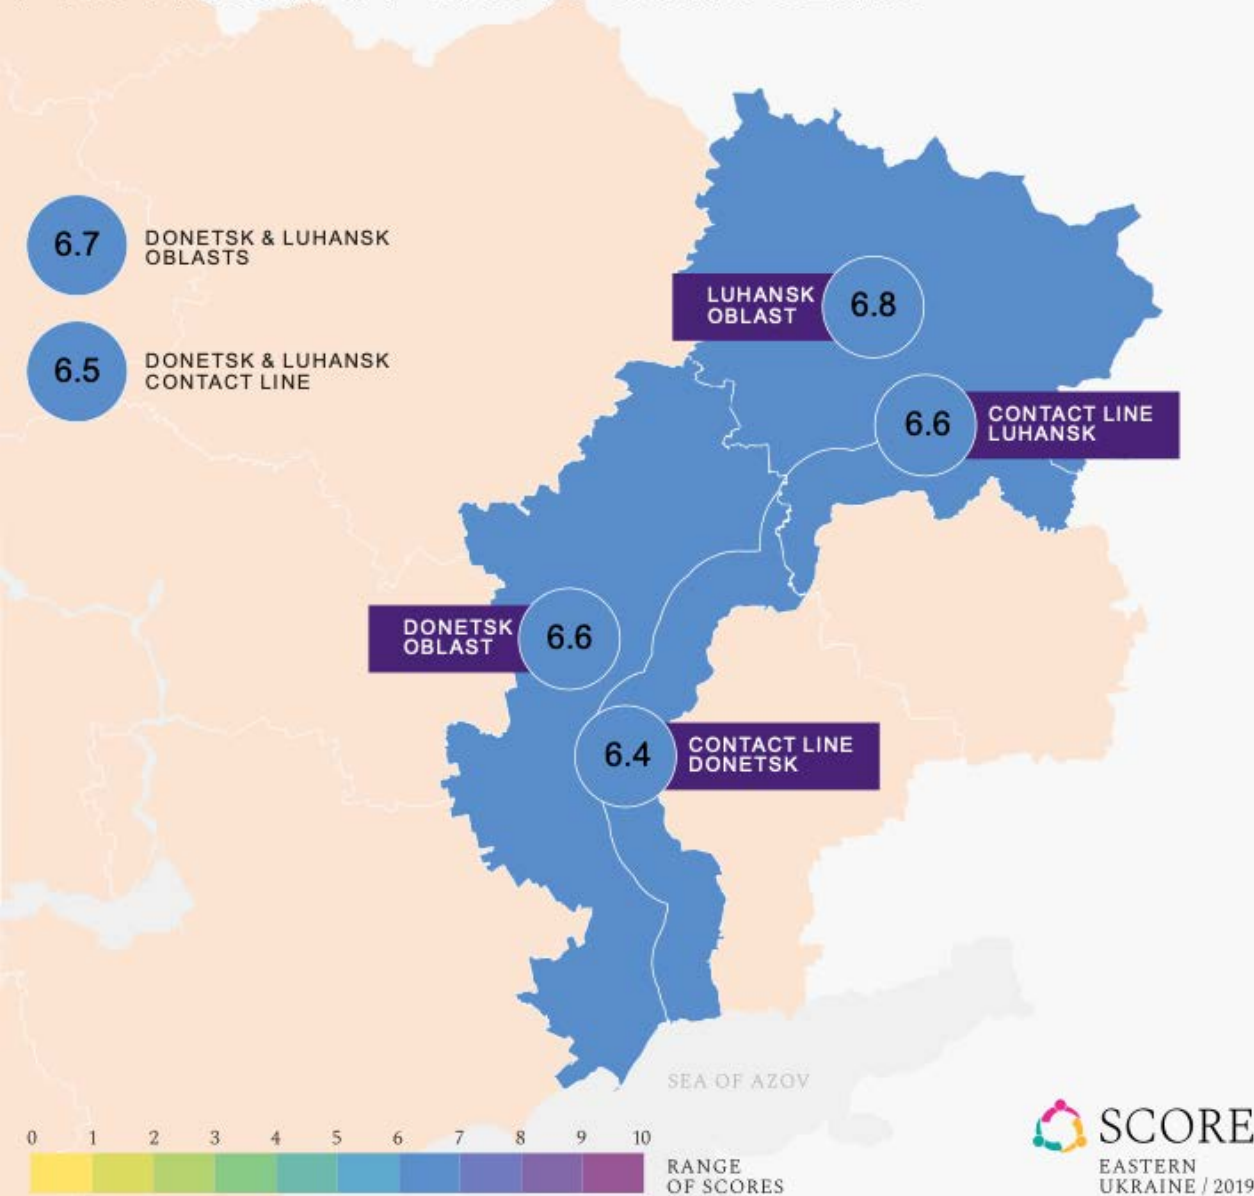 6.7
DONETSK & LUHANSK
OBLASTS
6.5
DONETSK & LUHANSK
CONTACT LINE
LUHANSK
OBLAST
6.8
6.6
CONTACT LINE
LUHANSK
DONETSK
OBLAST
6.6
6.4
CONTACT LINE
DONETSK
SEA OF AZOV
0 1 2 3 4 5 6 7 8 9 10
RANGE
OF SCORES
SCORE
EASTERN
UKRAINE / 2019